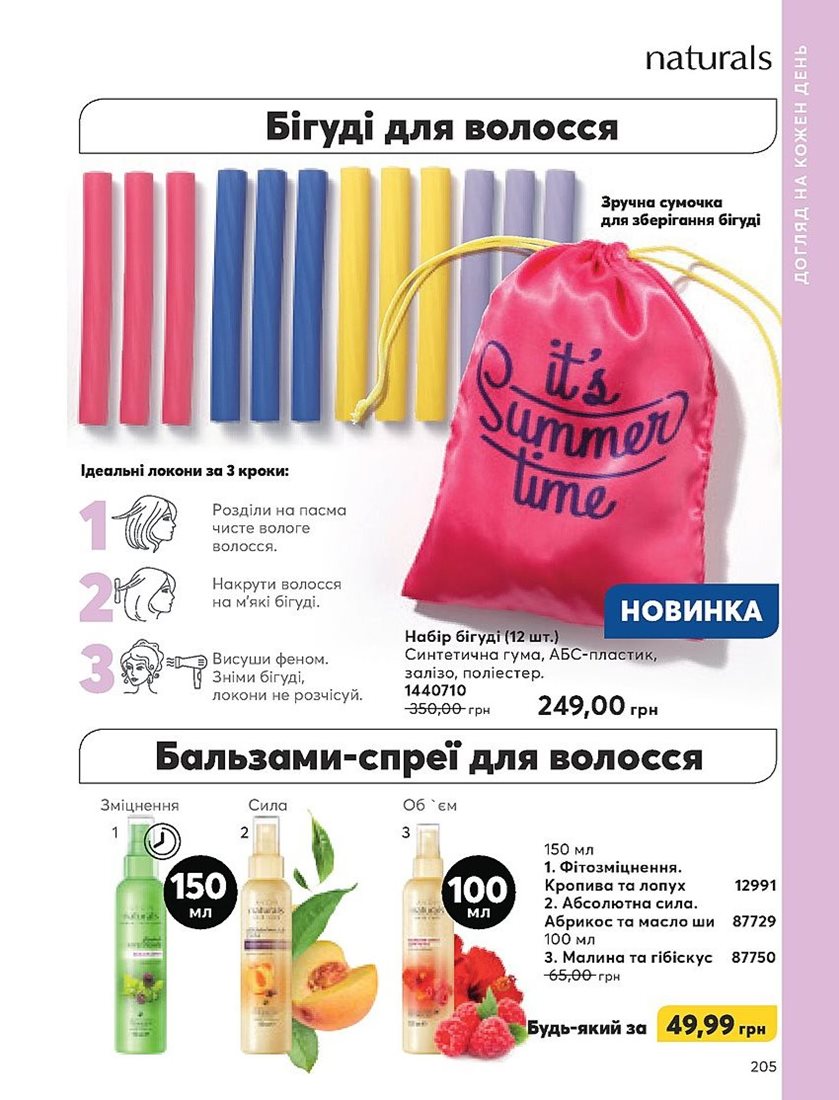 naturals
ДОГЛЯД НА КОЖЕН ДЕНЬ
Бігуді для волосся
Зручна сумочка
для зберігання бігуді
it's
Summer
time
Ідеальні локони за 3 кроки:
1
Розділи на пасма
чисте вологе
волосся.
2
Накрути волосся
на м'які бігуді.
3
Висуши феном.
Зніми бігуді,
локони не розчісуй.
НОВИНКА
Набір бігуді (12 шт.)
Синтетична гума, АБС-пластик,
залізо, поліестер.
1440710
350,00 грн 249,00 грн
Бальзами-спреї для волосся
Зміцнення
1
150
МЛ
naturals
Сила
2
naturals
Об `єм
3
100
МЛ
naturals
150 мл
1. Фітозміцнення.
Кропива та лопух 12991
2. Абсолютна сила.
Абрикос та масло ши 87729
100 мл
3. Малина та гібіскус 87750
65,00 грн
Будь-який за 49,99 грн
205